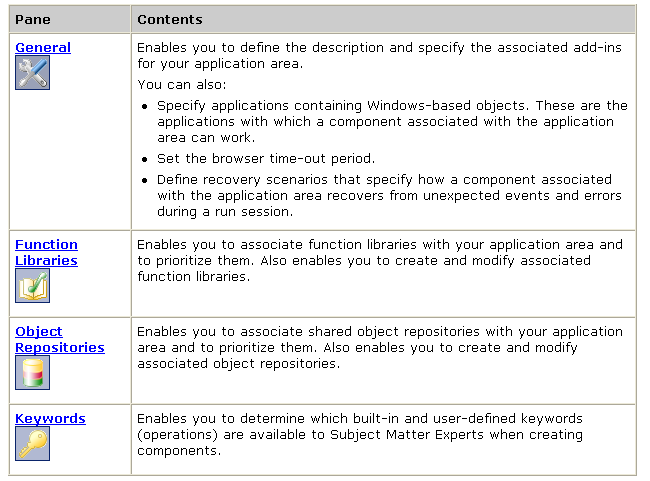 Pane Contents
General
Enables you to define the description and specify the associated add-ins
for your application area.
You can also:
• Specify applications containing Windows-based objects. These are the
applications with which a component associated with the application
area can work.
• Set the browser time-out period.
• Define recovery scenarios that specify how a component associated
with the application area recovers from unexpected events and errors
during a run session.
Function
Libraries
Enables you to associate function libraries with your application area and
to prioritize them. Also enables you to create and modify associated
function libraries.
Object
Repositories
Enables you to associate shared object repositories with your application
area and to prioritize them. Also enables you to create and modify
associated object repositories.
Keywords
Enables you to determine which built-in and user-defined keywords
(operations) are available to Subject Matter Experts when creating
components.